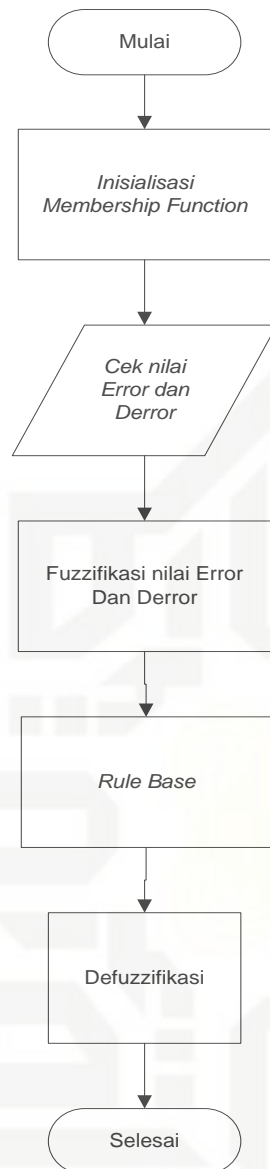 Mulai
Inisialisasi
Membership Function
Cek nilai
Error dan
Derror
Fuzzifikasi nilai Error
Dan Derror
Rule Base
Defuzzifikasi
Selesai